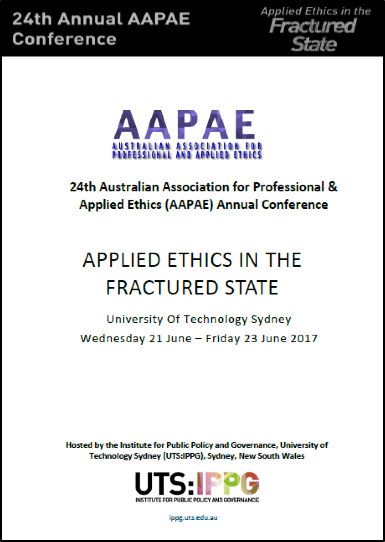 24th Annual AAPAE
Conference
Applied Ethics in the
Fractured
State
AAPAE
AUSTRALIAN ASSOCIATION FOR
PROFESSIONAL AND APPLIED ETHICS
24th Australian Association for Professional &
Applied Ethics (AAPAE) Annual Conference
APPLIED ETHICS IN THE
FRACTURED STATE
University Of Technology Sydney
Wednesday 21 June – Friday 23 June 2017
Hosted by the Institute for Public Policy and Governance, University of
Technology Sydney (UTS:IPPG), Sydney, New South Wales
UTS:IPPG
INSTITUTE FOR PUBLIC POLICY AND GOVERNANCE
ippg.uts.edu.au